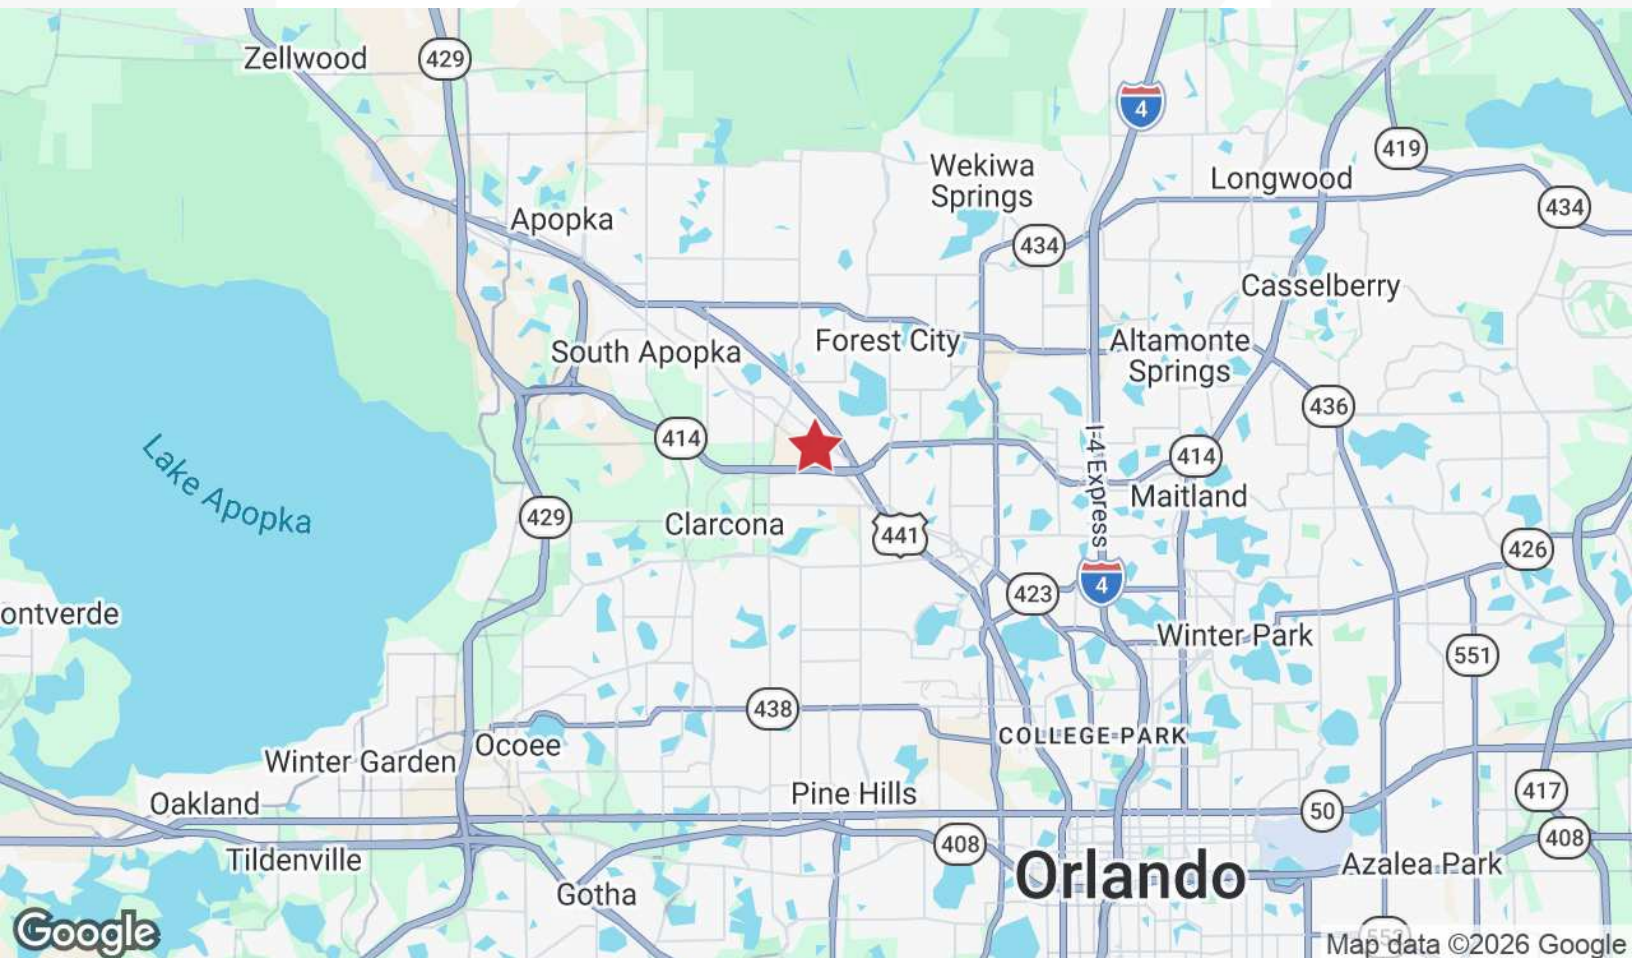 Zellwood
429
4
419
Wekiwa
Springs
Longwood
434
Apopka
434
Casselberry
Forest City
Altamonte
Springs
South Apopka
436
414
414
I-4 Express
Lake Apopka
Maitland
429
Clarcona
441
426
4
423
ontverde
Winter Park
551
438
COLLEGE PARK
Ocoee
Winter Garden
Pine Hills
417
Oakland
50
408
408
Tildenville
Orlando
Azalea Park
Gotha
Google
Map data ©2026 Google